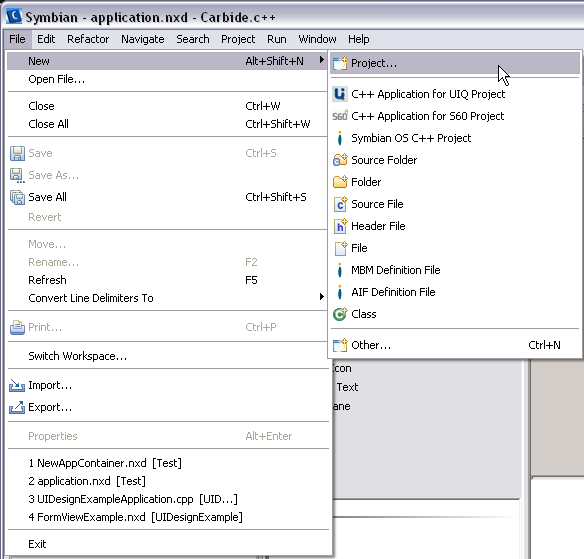 Symbian - application.nxd - Carbide.c++
File Edit Refactor Navigate Search Project Run Window Help
New Alt+Shift+N
Open File...
Close Ctrl+W
Close All Ctrl+Shift+W
Save Ctrl+S
Save As...
Save All Ctrl+Shift+S
Revert
Move...
Rename... F2
Refresh F5
Convert Line Delimiters To
Print... Ctrl+P
Switch Workspace...
Import...
Export...
Properties Alt+Enter
1 NewAppContainer.nxd [Test]
2 application.nxd [Test]
3 UIDesignExampleApplication.cpp [UID...]
4 FormViewExample.nxd [UIDesignExample]
Exit
Project...
C++ Application for UIQ Project
S60 C++ Application for S60 Project
Symbian OS C++ Project
Source Folder
Folder
Source File
Header File
File
MBM Definition File
AIF Definition File
Class
Other... Ctrl+N
Icon
Text
ane